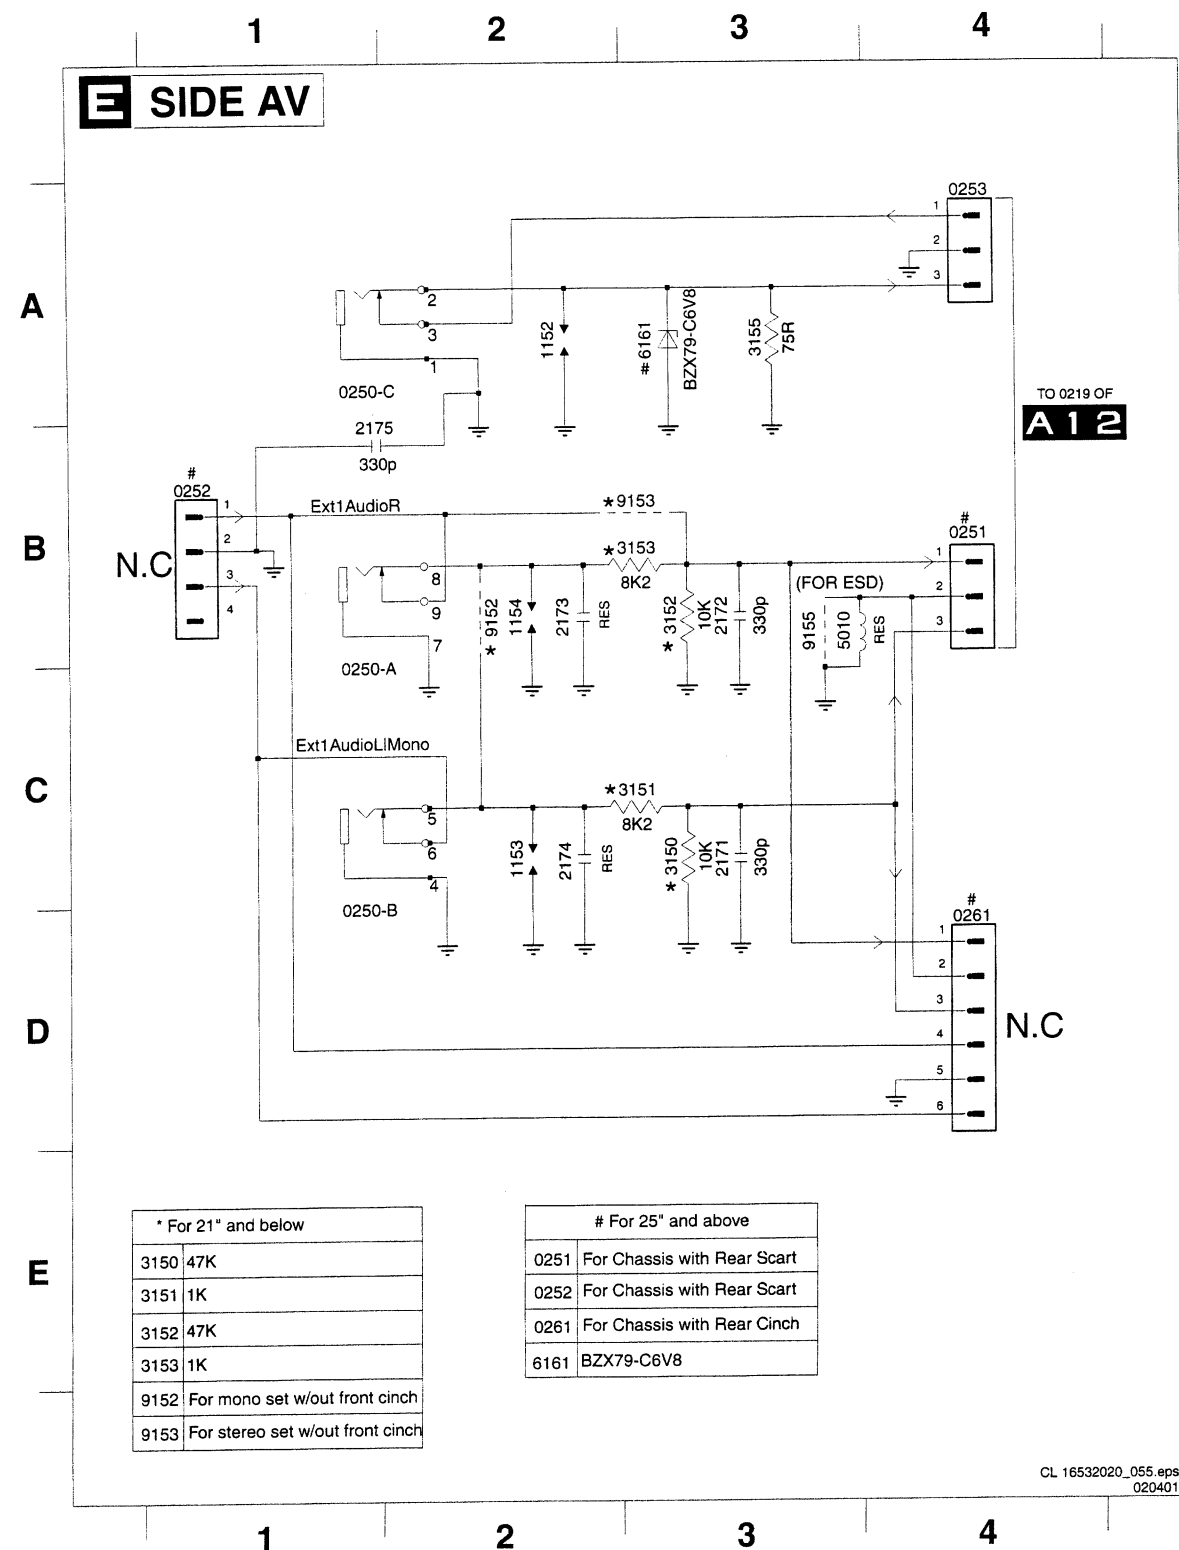 1 2 3 4
E SIDE AV
0253
1
2
3
A
2
3
1
0250-C
1152
# 6161
BZX79-C6V8
3155
75R
TO 0219 OF
A12
2175
330p
#
0252
1
2
3
4
N.C
B
Ext1AudioR
*9153
*3153
8K2
8
9
7
0250-A
9152
*
1154
2173
RES
* 3152
10K
2172
330p
(FOR ESD)
9155
5010
RES
#
0251
1
2
3
C
Ext1AudioL|Mono
*3151
8K2
5
6
4
0250-B
1153
2174
RES
* 3150
10K
2171
330p
#
0261
1
2
3
4
5
6
N.C
D
E
* For 21" and below
3150 47K
3151 1K
3152 47K
3153 1K
9152 For mono set w/out front cinch
9153 For stereo set w/out front cinch
# For 25" and above
0251 For Chassis with Rear Scart
0252 For Chassis with Rear Scart
0261 For Chassis with Rear Cinch
6161 BZX79-C6V8
CL 16532020_055.eps
020401
1 2 3 4